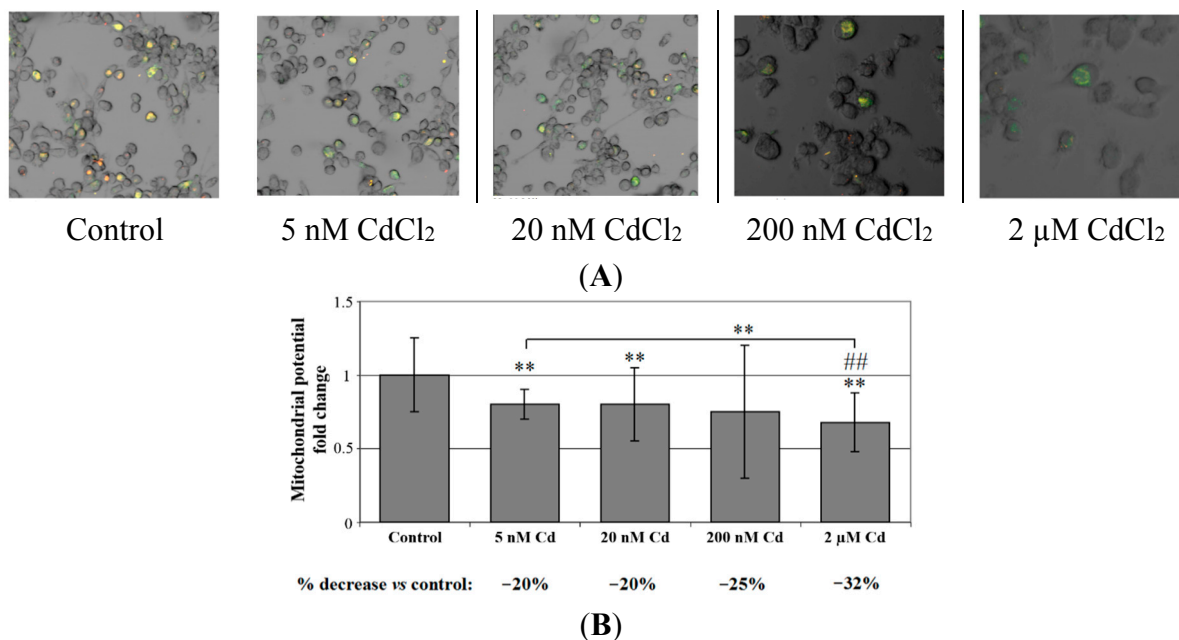 Control 5 nM CdCl₂ 20 nM CdCl₂ 200 nM CdCl₂ 2 µM CdCl₂
(A)
1.5
**
##
** ** **
1
0.5
0
Mitochondrial potential
fold change
Control 5 nM Cd 20 nM Cd 200 nM Cd 2 µM Cd
% decrease vs control: −20% −20% −25% −32%
(B)